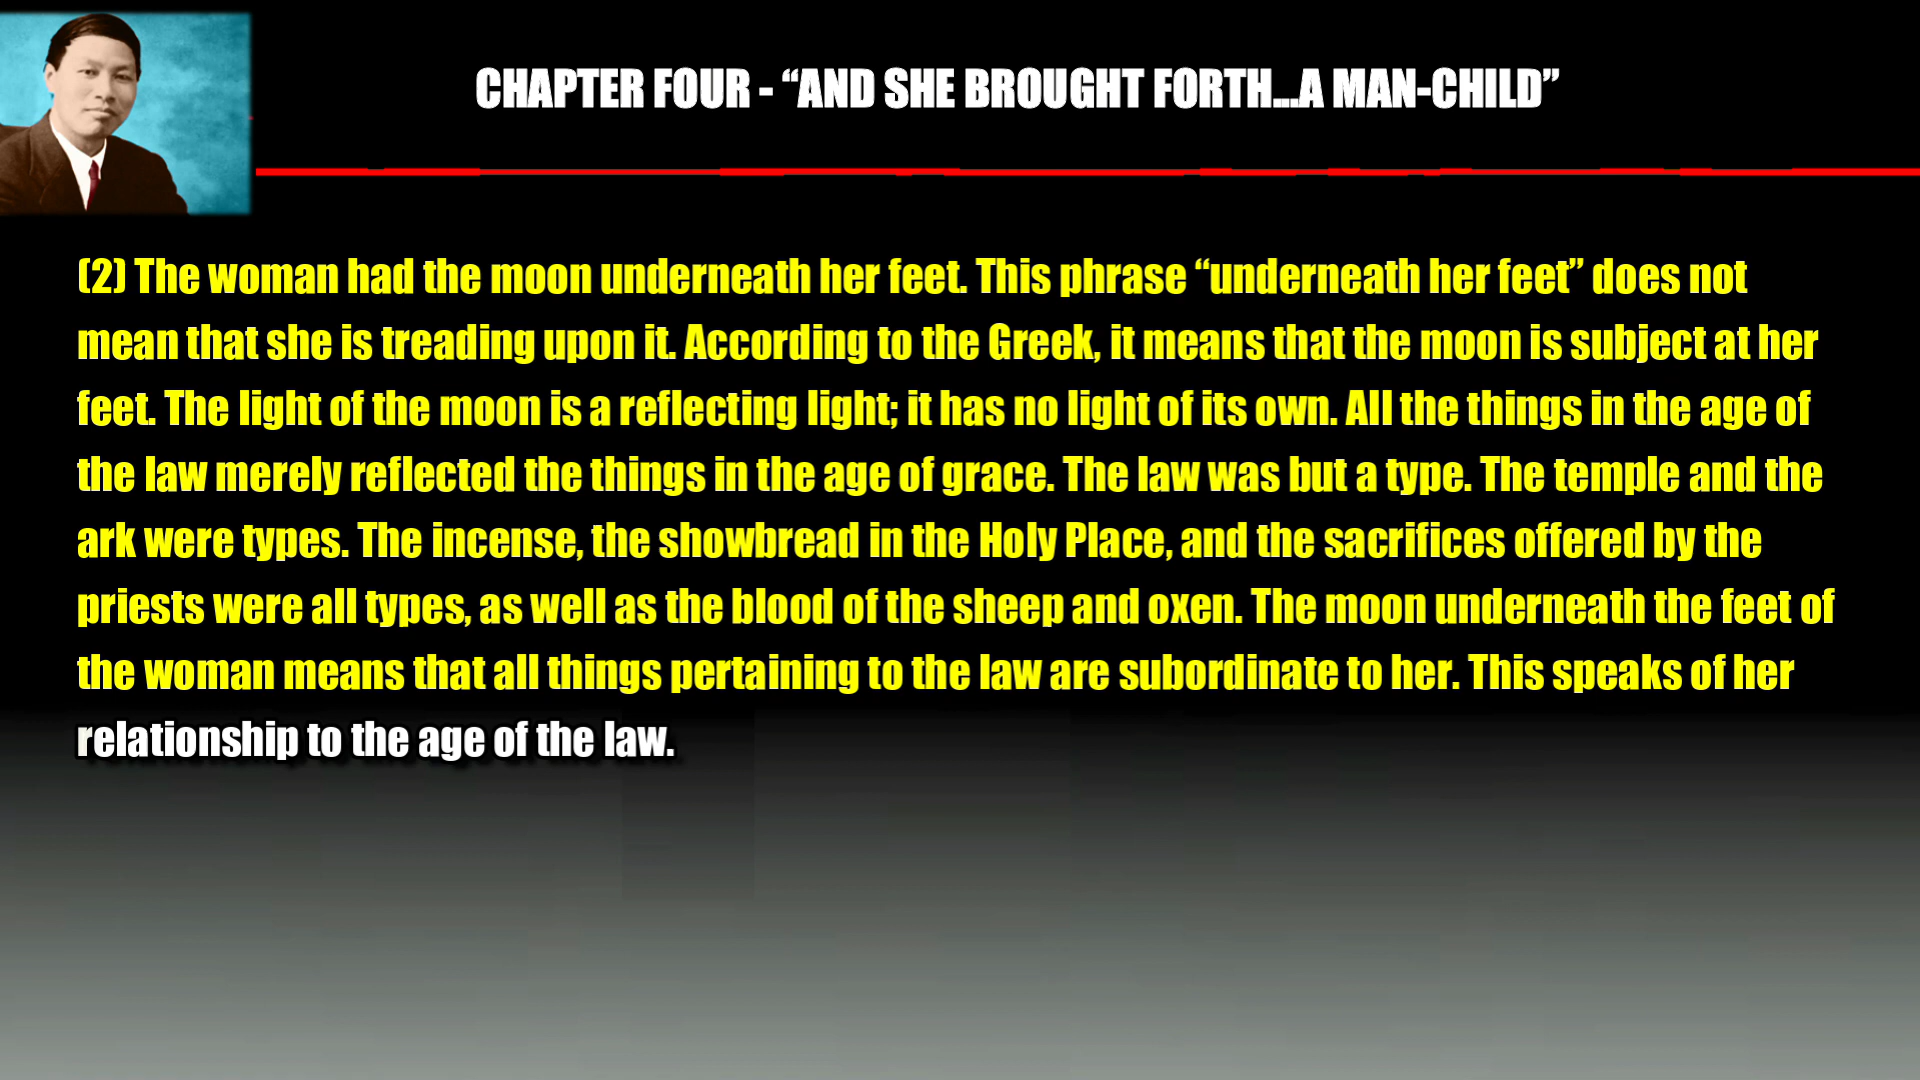 CHAPTER FOUR - “AND SHE BROUGHT FORTH...A MAN-CHILD”
(2) The woman had the moon underneath her feet. This phrase “underneath her feet” does not
mean that she is treading upon it. According to the Greek, it means that the moon is subject at her
feet. The light of the moon is a reflecting light; it has no light of its own. All the things in the age of
the law merely reflected the things in the age of grace. The law was but a type. The temple and the
ark were types. The incense, the showbread in the Holy Place, and the sacrifices offered by the
priests were all types, as well as the blood of the sheep and oxen. The moon underneath the feet of
the woman means that all things pertaining to the law are subordinate to her. This speaks of her
relationship to the age of the law.